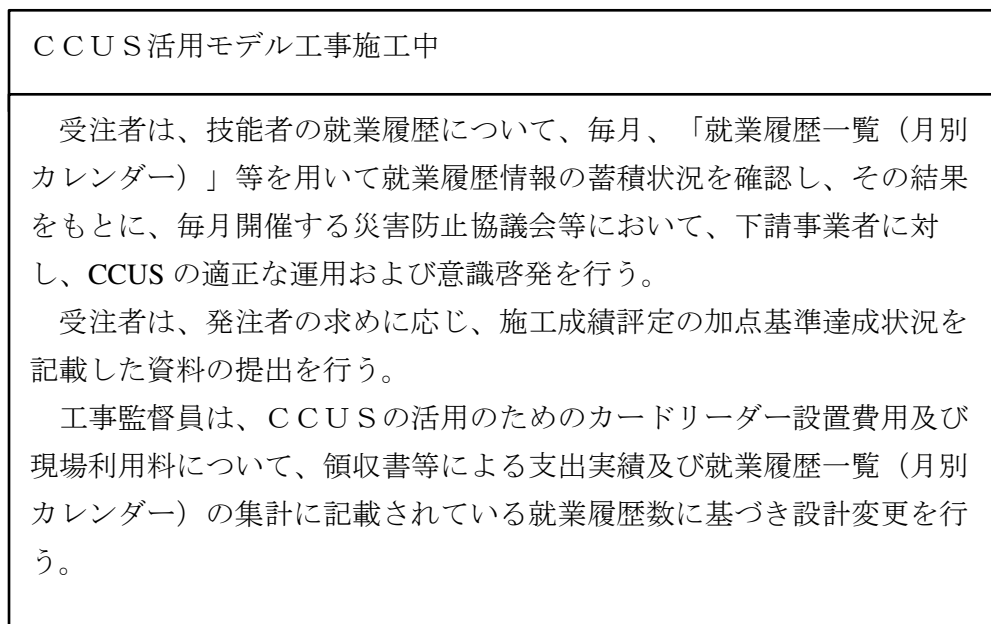 ＣＣＵＳ活用モデル工事施工中
　受注者は、技能者の就業履歴について、毎月、「就業履歴一覧（月別
カレンダー）」等を用いて就業履歴情報の蓄積状況を確認し、その結果
をもとに、毎月開催する災害防止協議会等において、下請事業者に対
し、CCUS の適正な運用および意識啓発を行う。
　受注者は、発注者の求めに応じ、施工成績評定の加点基準達成状況を
記載した資料の提出を行う。
　工事監督員は、ＣＣＵＳの活用のためのカードリーダー設置費用及び
現場利用料について、領収書等による支出実績及び就業履歴一覧（月別
カレンダー）の集計に記載されている就業履歴数に基づき設計変更を行
う。